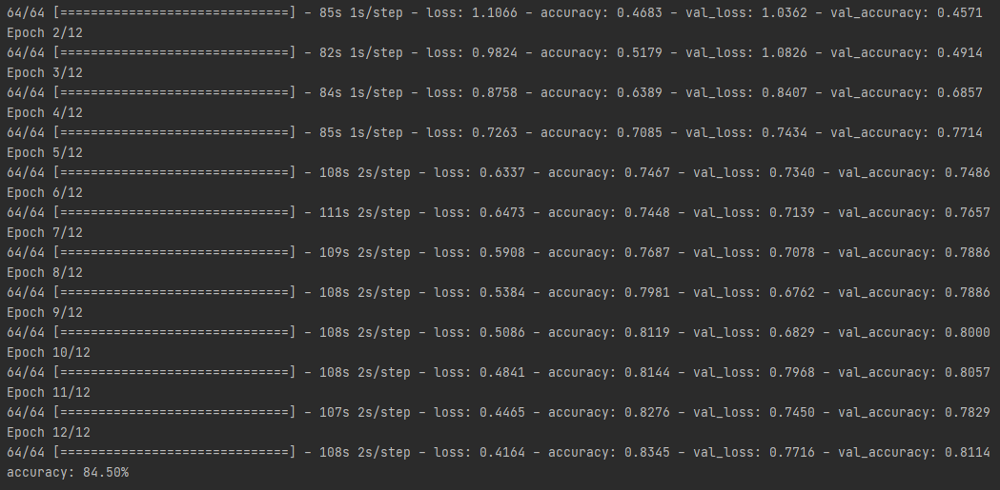 64/64 [==============================] - 85s 1s/step - loss: 1.1066 - accuracy: 0.4683 - val_loss: 1.0362 - val_accuracy: 0.4571
Epoch 2/12
64/64 [==============================] - 82s 1s/step - loss: 0.9824 - accuracy: 0.5179 - val_loss: 1.0826 - val_accuracy: 0.4914
Epoch 3/12
64/64 [==============================] - 84s 1s/step - loss: 0.8758 - accuracy: 0.6389 - val_loss: 0.8407 - val_accuracy: 0.6857
Epoch 4/12
64/64 [==============================] - 85s 1s/step - loss: 0.7263 - accuracy: 0.7085 - val_loss: 0.7434 - val_accuracy: 0.7714
Epoch 5/12
64/64 [==============================] - 108s 2s/step - loss: 0.6337 - accuracy: 0.7467 - val_loss: 0.7340 - val_accuracy: 0.7486
Epoch 6/12
64/64 [==============================] - 111s 2s/step - loss: 0.6473 - accuracy: 0.7448 - val_loss: 0.7139 - val_accuracy: 0.7657
Epoch 7/12
64/64 [==============================] - 109s 2s/step - loss: 0.5908 - accuracy: 0.7687 - val_loss: 0.7078 - val_accuracy: 0.7886
Epoch 8/12
64/64 [==============================] - 108s 2s/step - loss: 0.5384 - accuracy: 0.7981 - val_loss: 0.6762 - val_accuracy: 0.7886
Epoch 9/12
64/64 [==============================] - 108s 2s/step - loss: 0.5086 - accuracy: 0.8119 - val_loss: 0.6829 - val_accuracy: 0.8000
Epoch 10/12
64/64 [==============================] - 108s 2s/step - loss: 0.4841 - accuracy: 0.8144 - val_loss: 0.7968 - val_accuracy: 0.8057
Epoch 11/12
64/64 [==============================] - 107s 2s/step - loss: 0.4465 - accuracy: 0.8276 - val_loss: 0.7450 - val_accuracy: 0.7829
Epoch 12/12
64/64 [==============================] - 108s 2s/step - loss: 0.4164 - accuracy: 0.8345 - val_loss: 0.7716 - val_accuracy: 0.8114
accuracy: 84.50%